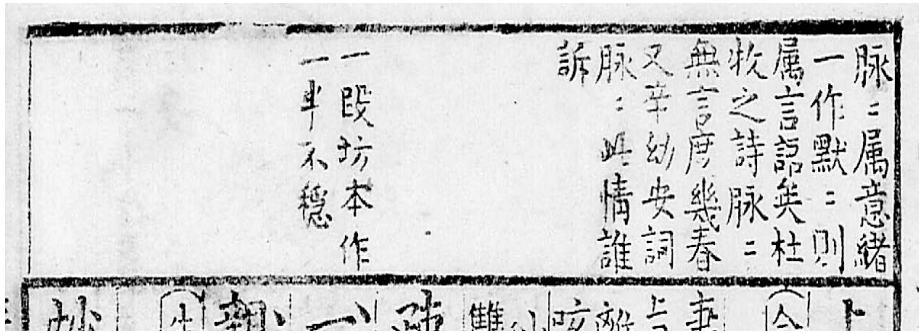 脉〻属意緒
一作默〻則
属言語矣杜
牧之詩脉〻
無言度幾春
又辛幼安詞
脉〻此情誰
訴
一段坊本作
一半不穩